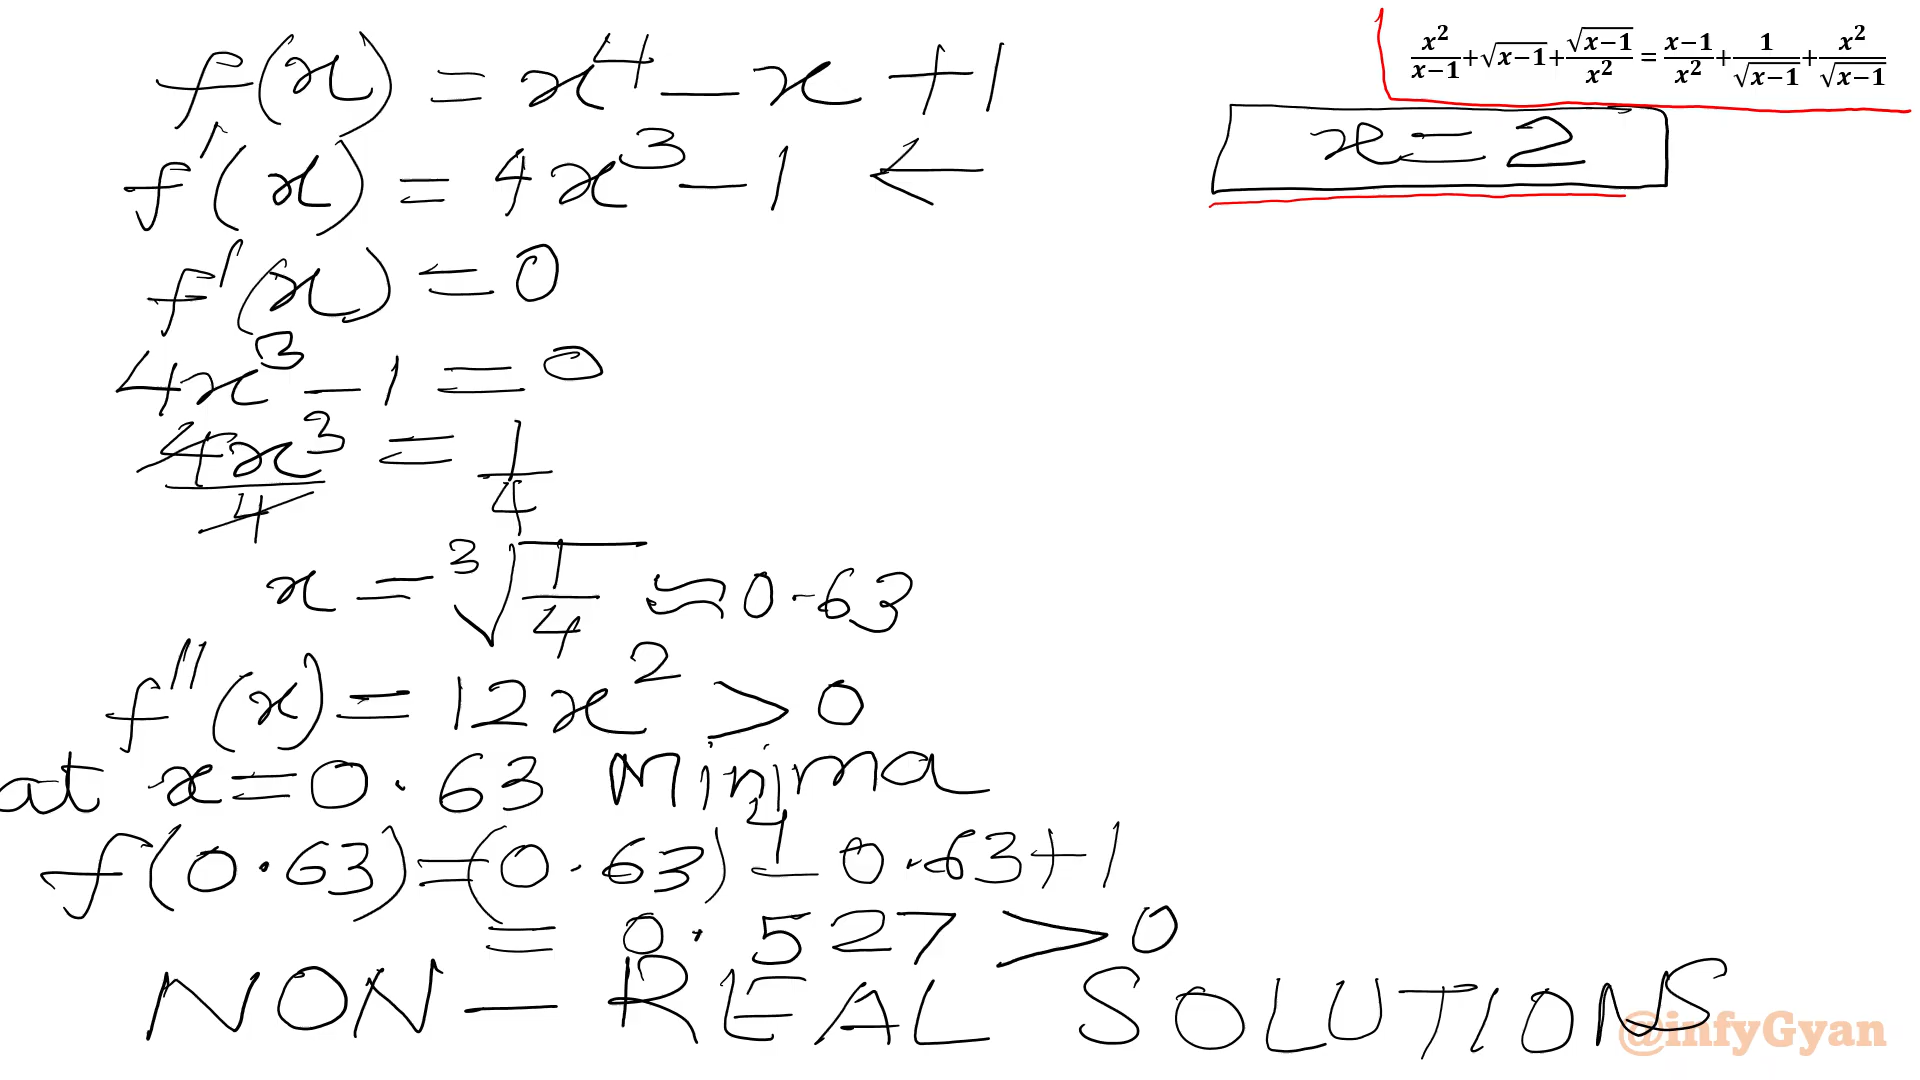 f(x) = x⁴ - x + 1
f'(x) = 4x³ - 1 ←
f'(x) = 0
4x³ - 1 = 0
4x³/4 = 1/4
x = ³√(1/4) ≈ 0.63
f''(x) = 12x² > 0
at x = 0.63 Minima
f(0.63) = (0.63)⁴ - 0.63 + 1
= 0.527 > 0
NON-REAL SOLUTIONS
x²/(x-1) + √(x-1) + √(x-1)/x² = (x-1)/x² + 1/√(x-1) + x²/√(x-1)
x = 2
@infyGyan